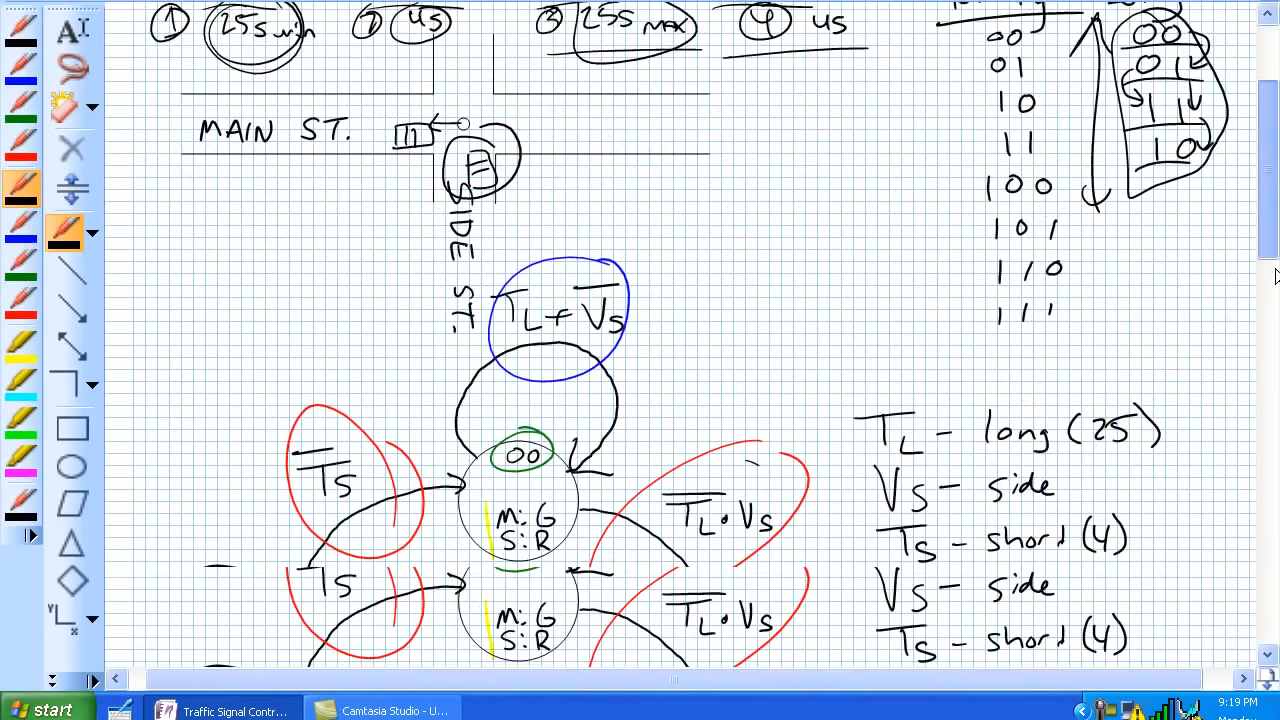 ① 25s min ② 4s ③ 25s MAX ④ 4s
00 00
01 01
10 11
11 10
100
101
110
111
MAIN ST.
SIDE ST.
T̅L + V̅s
T̅L - long (25)
Vs - side
T̅s - short (4)
Vs - side
T̅s - short (4)
T̅s
00
M: G
S: R
T̅L · Vs
Ts
M: G
S: R
T̅L · Vs
start
Traffic Signal Contr...
Camtasia Studio - U...
9:19 PM